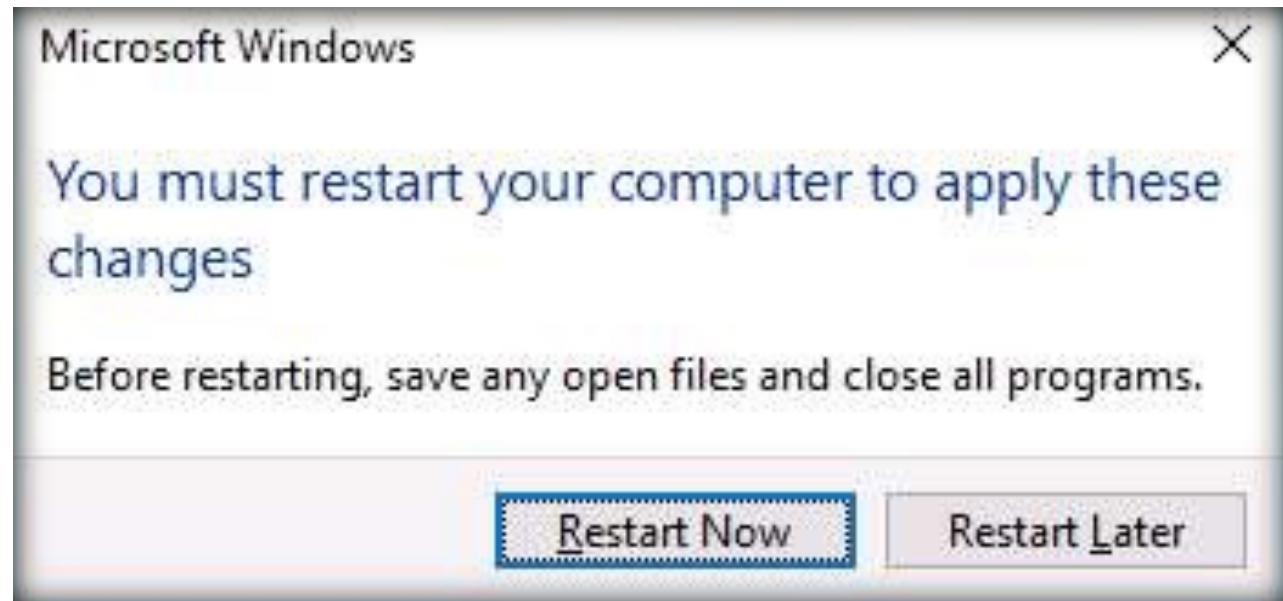 Microsoft Windows
You must restart your computer to apply these
changes
Before restarting, save any open files and close all programs.
Restart Now
Restart Later